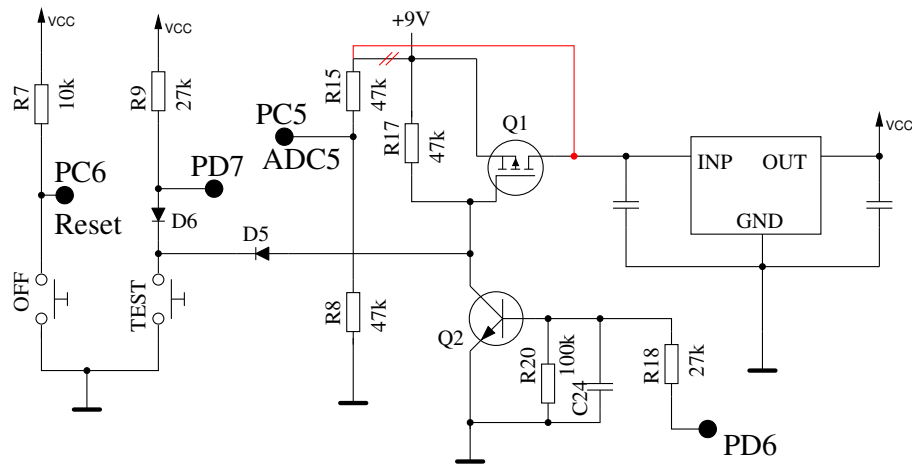 VCC
R7
10k
PC6
Reset
OFF
VCC
R9
27k
PD7
D6
TEST
D5
+9V
R15
47k
PC5
ADC5
R17
47k
R8
47k
Q1
Q2
R20
100k
C24
R18
27k
PD6
INP
OUT
GND
VCC